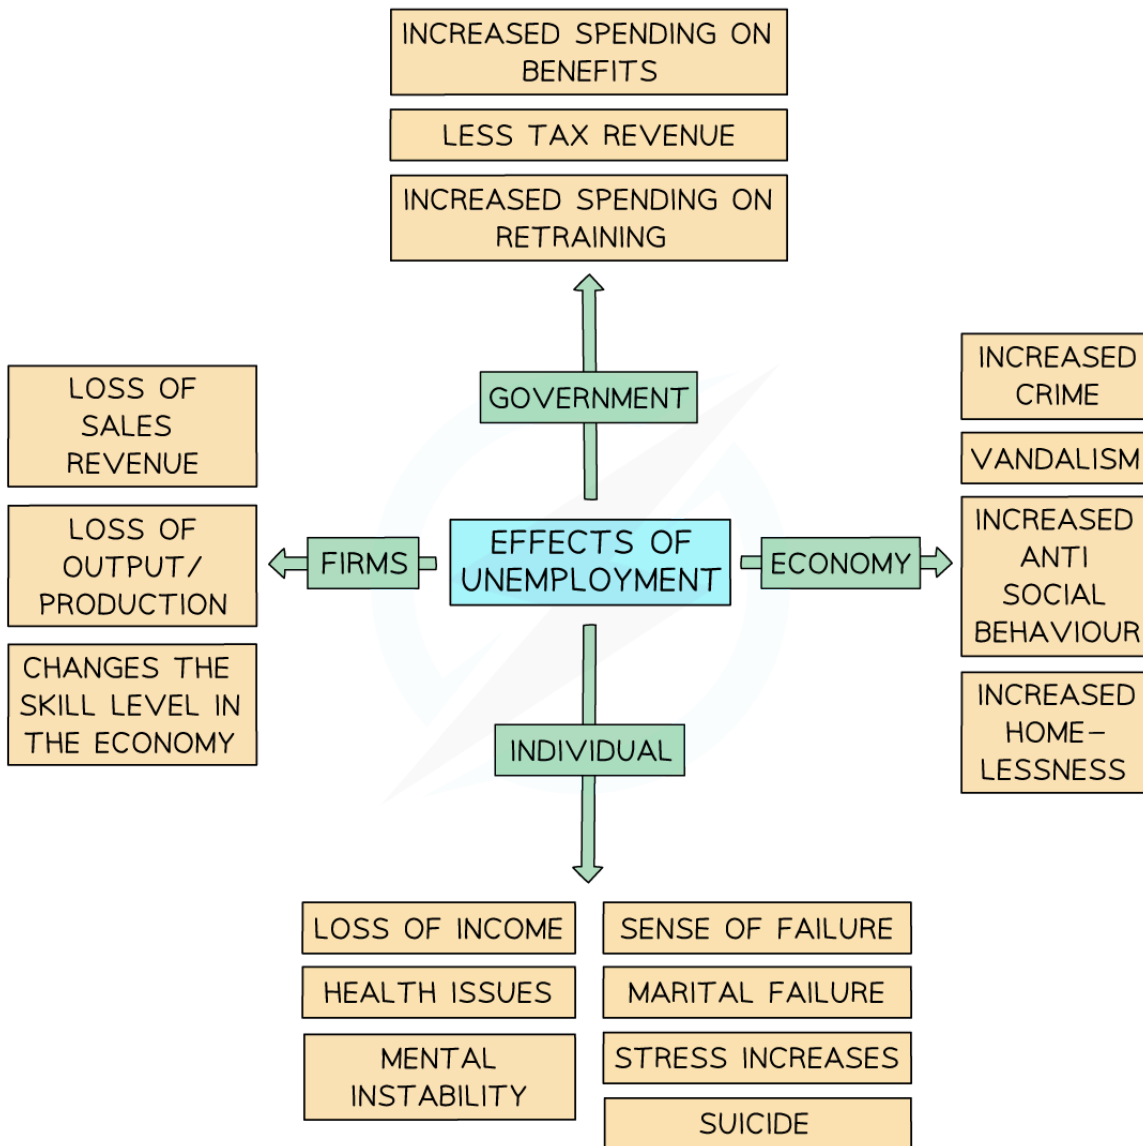 INCREASED SPENDING ON
BENEFITS
LESS TAX REVENUE
INCREASED SPENDING ON
RETRAINING
GOVERNMENT
LOSS OF
SALES
REVENUE
LOSS OF
OUTPUT/
PRODUCTION
CHANGES THE
SKILL LEVEL IN
THE ECONOMY
FIRMS
EFFECTS OF
UNEMPLOYMENT
ECONOMY
INCREASED
CRIME
VANDALISM
INCREASED
ANTI
SOCIAL
BEHAVIOUR
INCREASED
HOME-
LESSNESS
INDIVIDUAL
LOSS OF INCOME
HEALTH ISSUES
MENTAL
INSTABILITY
SENSE OF FAILURE
MARITAL FAILURE
STRESS INCREASES
SUICIDE